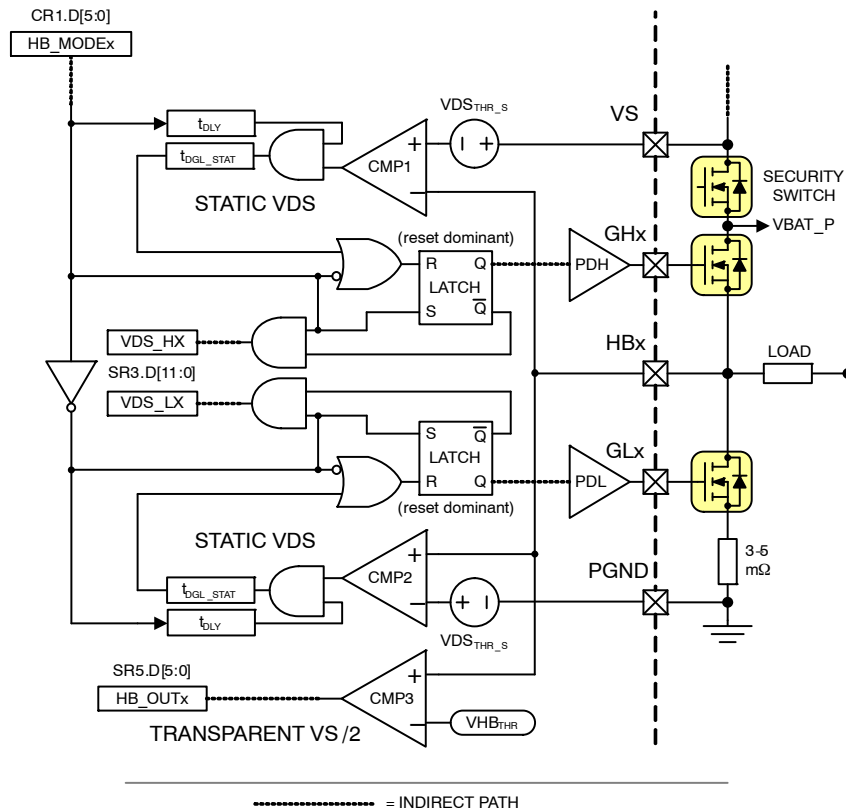 CR1.D[5:0]
HB_MODEx
VDSTHR_S
VS
tDLY
tDGL_STAT
CMP1
+
−
STATIC VDS
SECURITY
SWITCH
VBAT_P
(reset dominant)
GHx
R
Q
LATCH
S
Q
PDH
VDS_HX
HBx
LOAD
SR3.D[11:0]
VDS_LX
S
Q
LATCH
R
Q
GLx
PDL
(reset dominant)
STATIC VDS
+
CMP2
−
PGND
3-5
mΩ
tDGL_STAT
tDLY
VDSTHR_S
SR5.D[5:0]
HB_OUTx
+
CMP3
−
VHBTHR
TRANSPARENT VS/2
= INDIRECT PATH